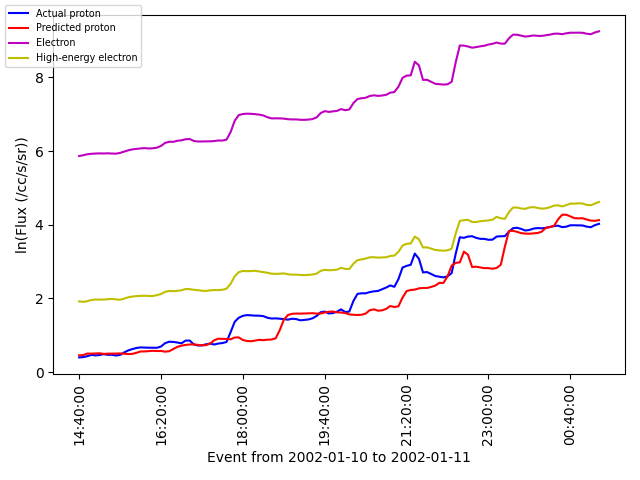 Actual proton
Predicted proton
Electron
High-energy electron
ln(Flux (/cc/s/sr))
8
6
4
2
0
14:40:00
16:20:00
18:00:00
19:40:00
21:20:00
23:00:00
00:40:00
Event from 2002-01-10 to 2002-01-11